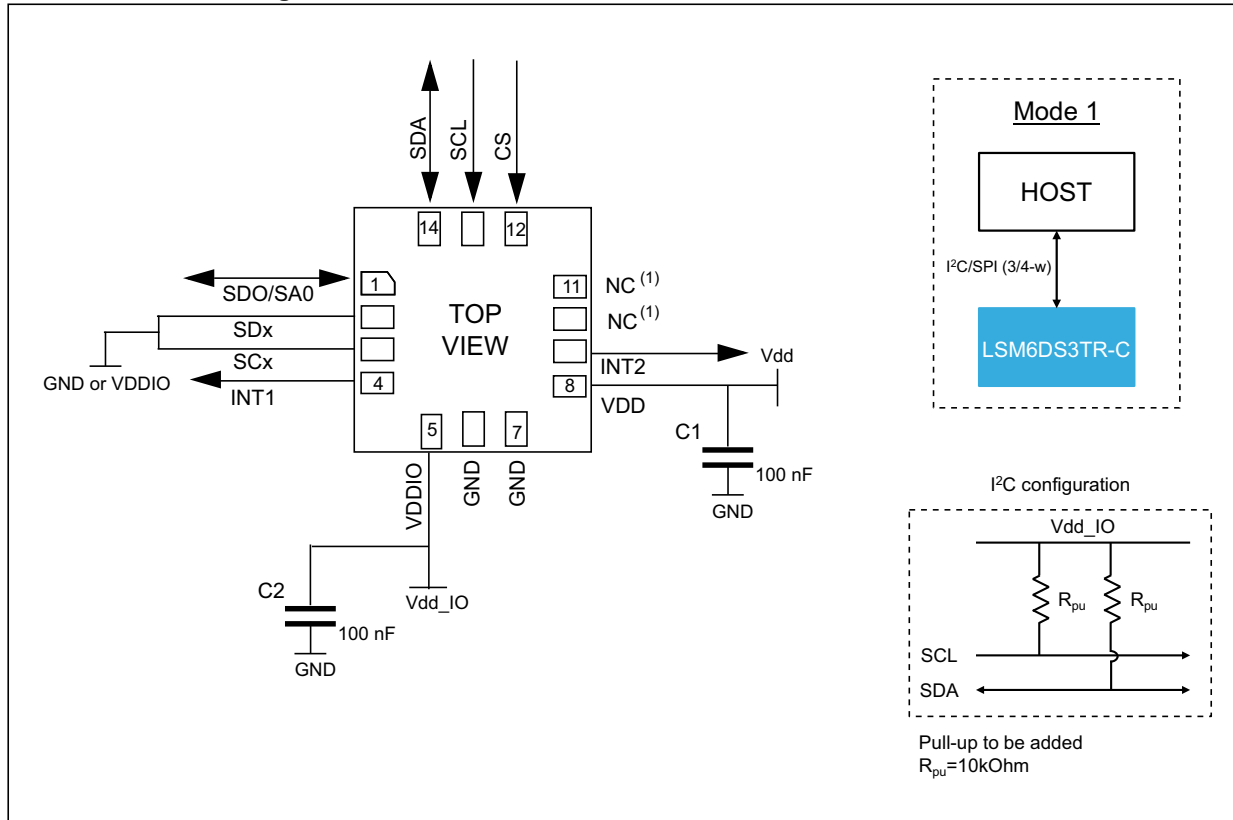 SDA
SCL
CS
14
12
1
SDO/SA0
SDx
SCx
GND or VDDIO
INT1
4
TOP
VIEW
11
NC (1)
NC (1)
INT2
Vdd
8
VDD
5
7
VDDIO
GND
GND
C1
100 nF
GND
C2
100 nF
GND
Vdd_IO
Mode 1
HOST
I²C/SPI (3/4-w)
LSM6DS3TR-C
I²C configuration
Vdd_IO
Rpu
Rpu
SCL
SDA
Pull-up to be added
Rpu=10kOhm